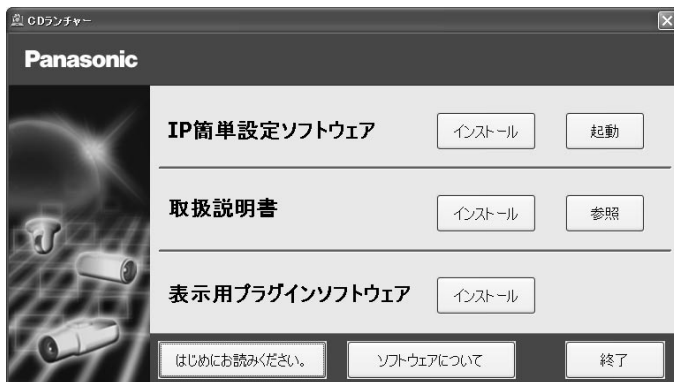 CDランチャー
Panasonic
IP簡単設定ソフトウェア インストール 起動
取扱説明書 インストール 参照
表示用プラグインソフトウェア インストール
はじめにお読みください。 ソフトウェアについて 終了